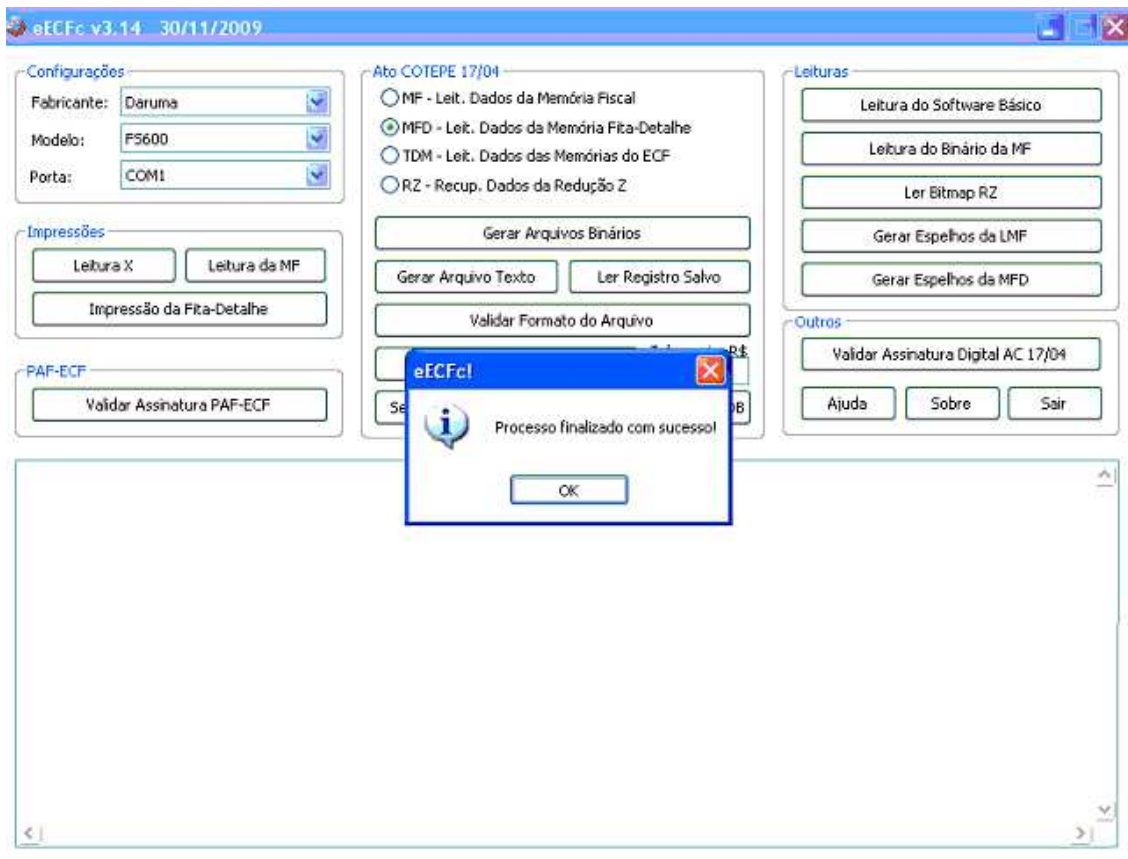 eECFc v3.14 30/11/2009
Configurações
Fabricante: Daruma
Modelo: FS600
Porta: COM1
Impressões
Leitura X
Leitura da MF
Impressão da Fita-Detalhe
PAF-ECF
Validar Assinatura PAF-ECF
Ato COTEPE 17/04
MF - Leit. Dados da Memória Fiscal
MFD - Leit. Dados da Memória Fita-Detalhe
TDM - Leit. Dados das Memórias do ECF
RZ - Recup. Dados da Redução Z
Gerar Arquivos Binários
Gerar Arquivo Texto
Ler Registro Salvo
Validar Formato do Arquivo
R$
Se
DB
eECFc!
Processo finalizado com sucesso!
OK
Leituras
Leitura do Software Básico
Leitura do Binário da MF
Ler Bitmap RZ
Gerar Espelhos da LMF
Gerar Espelhos da MFD
Outros
Validar Assinatura Digital AC 17/04
Ajuda
Sobre
Sair